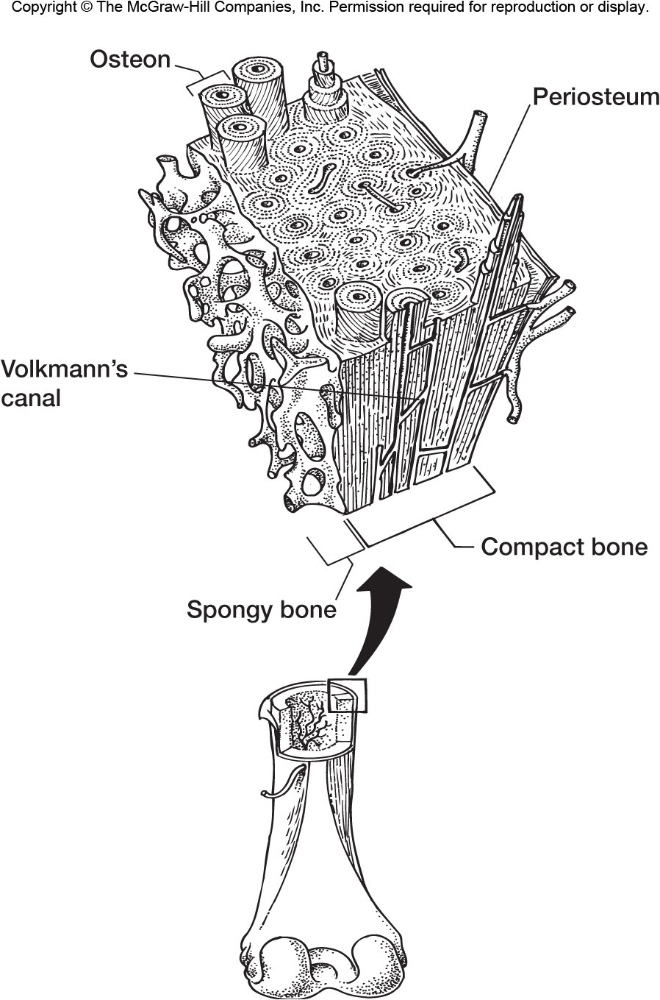 Copyright © The McGraw-Hill Companies, Inc. Permission required for reproduction or display.
Osteon
Periosteum
Volkmann's
canal
Compact bone
Spongy bone